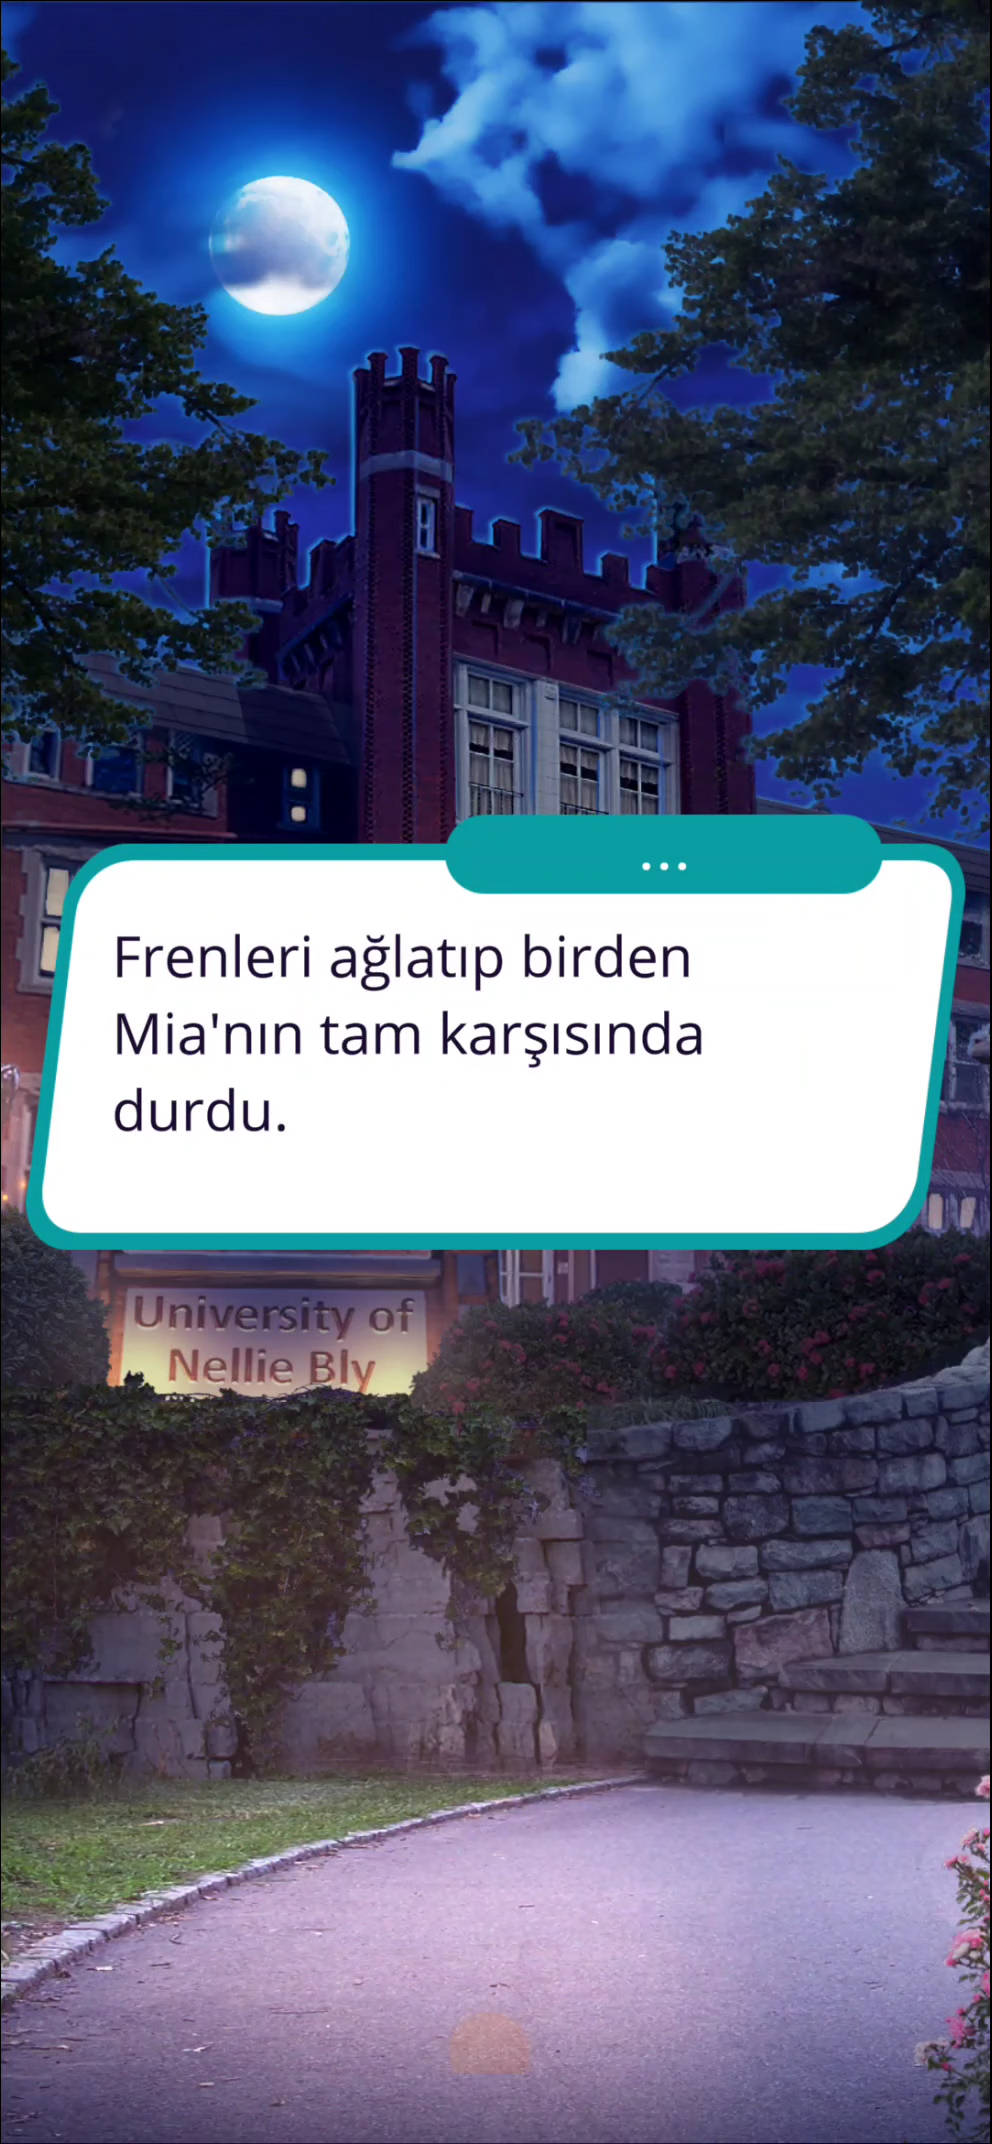 ...
Frenleri ağlatıp birden
Mia'nın tam karşısında
durdu.
University of
Nellie Bly